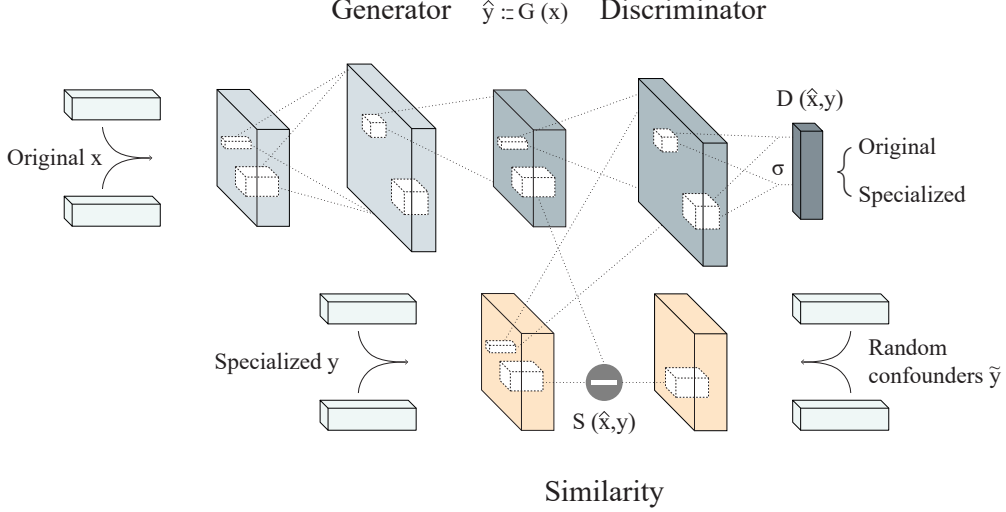 Generator ŷ := G (x) Discriminator
D (x̂,y)
Original x
σ
Original
Specialized
Specialized y
Random
confounders ỹ
S (x̂,y)
Similarity